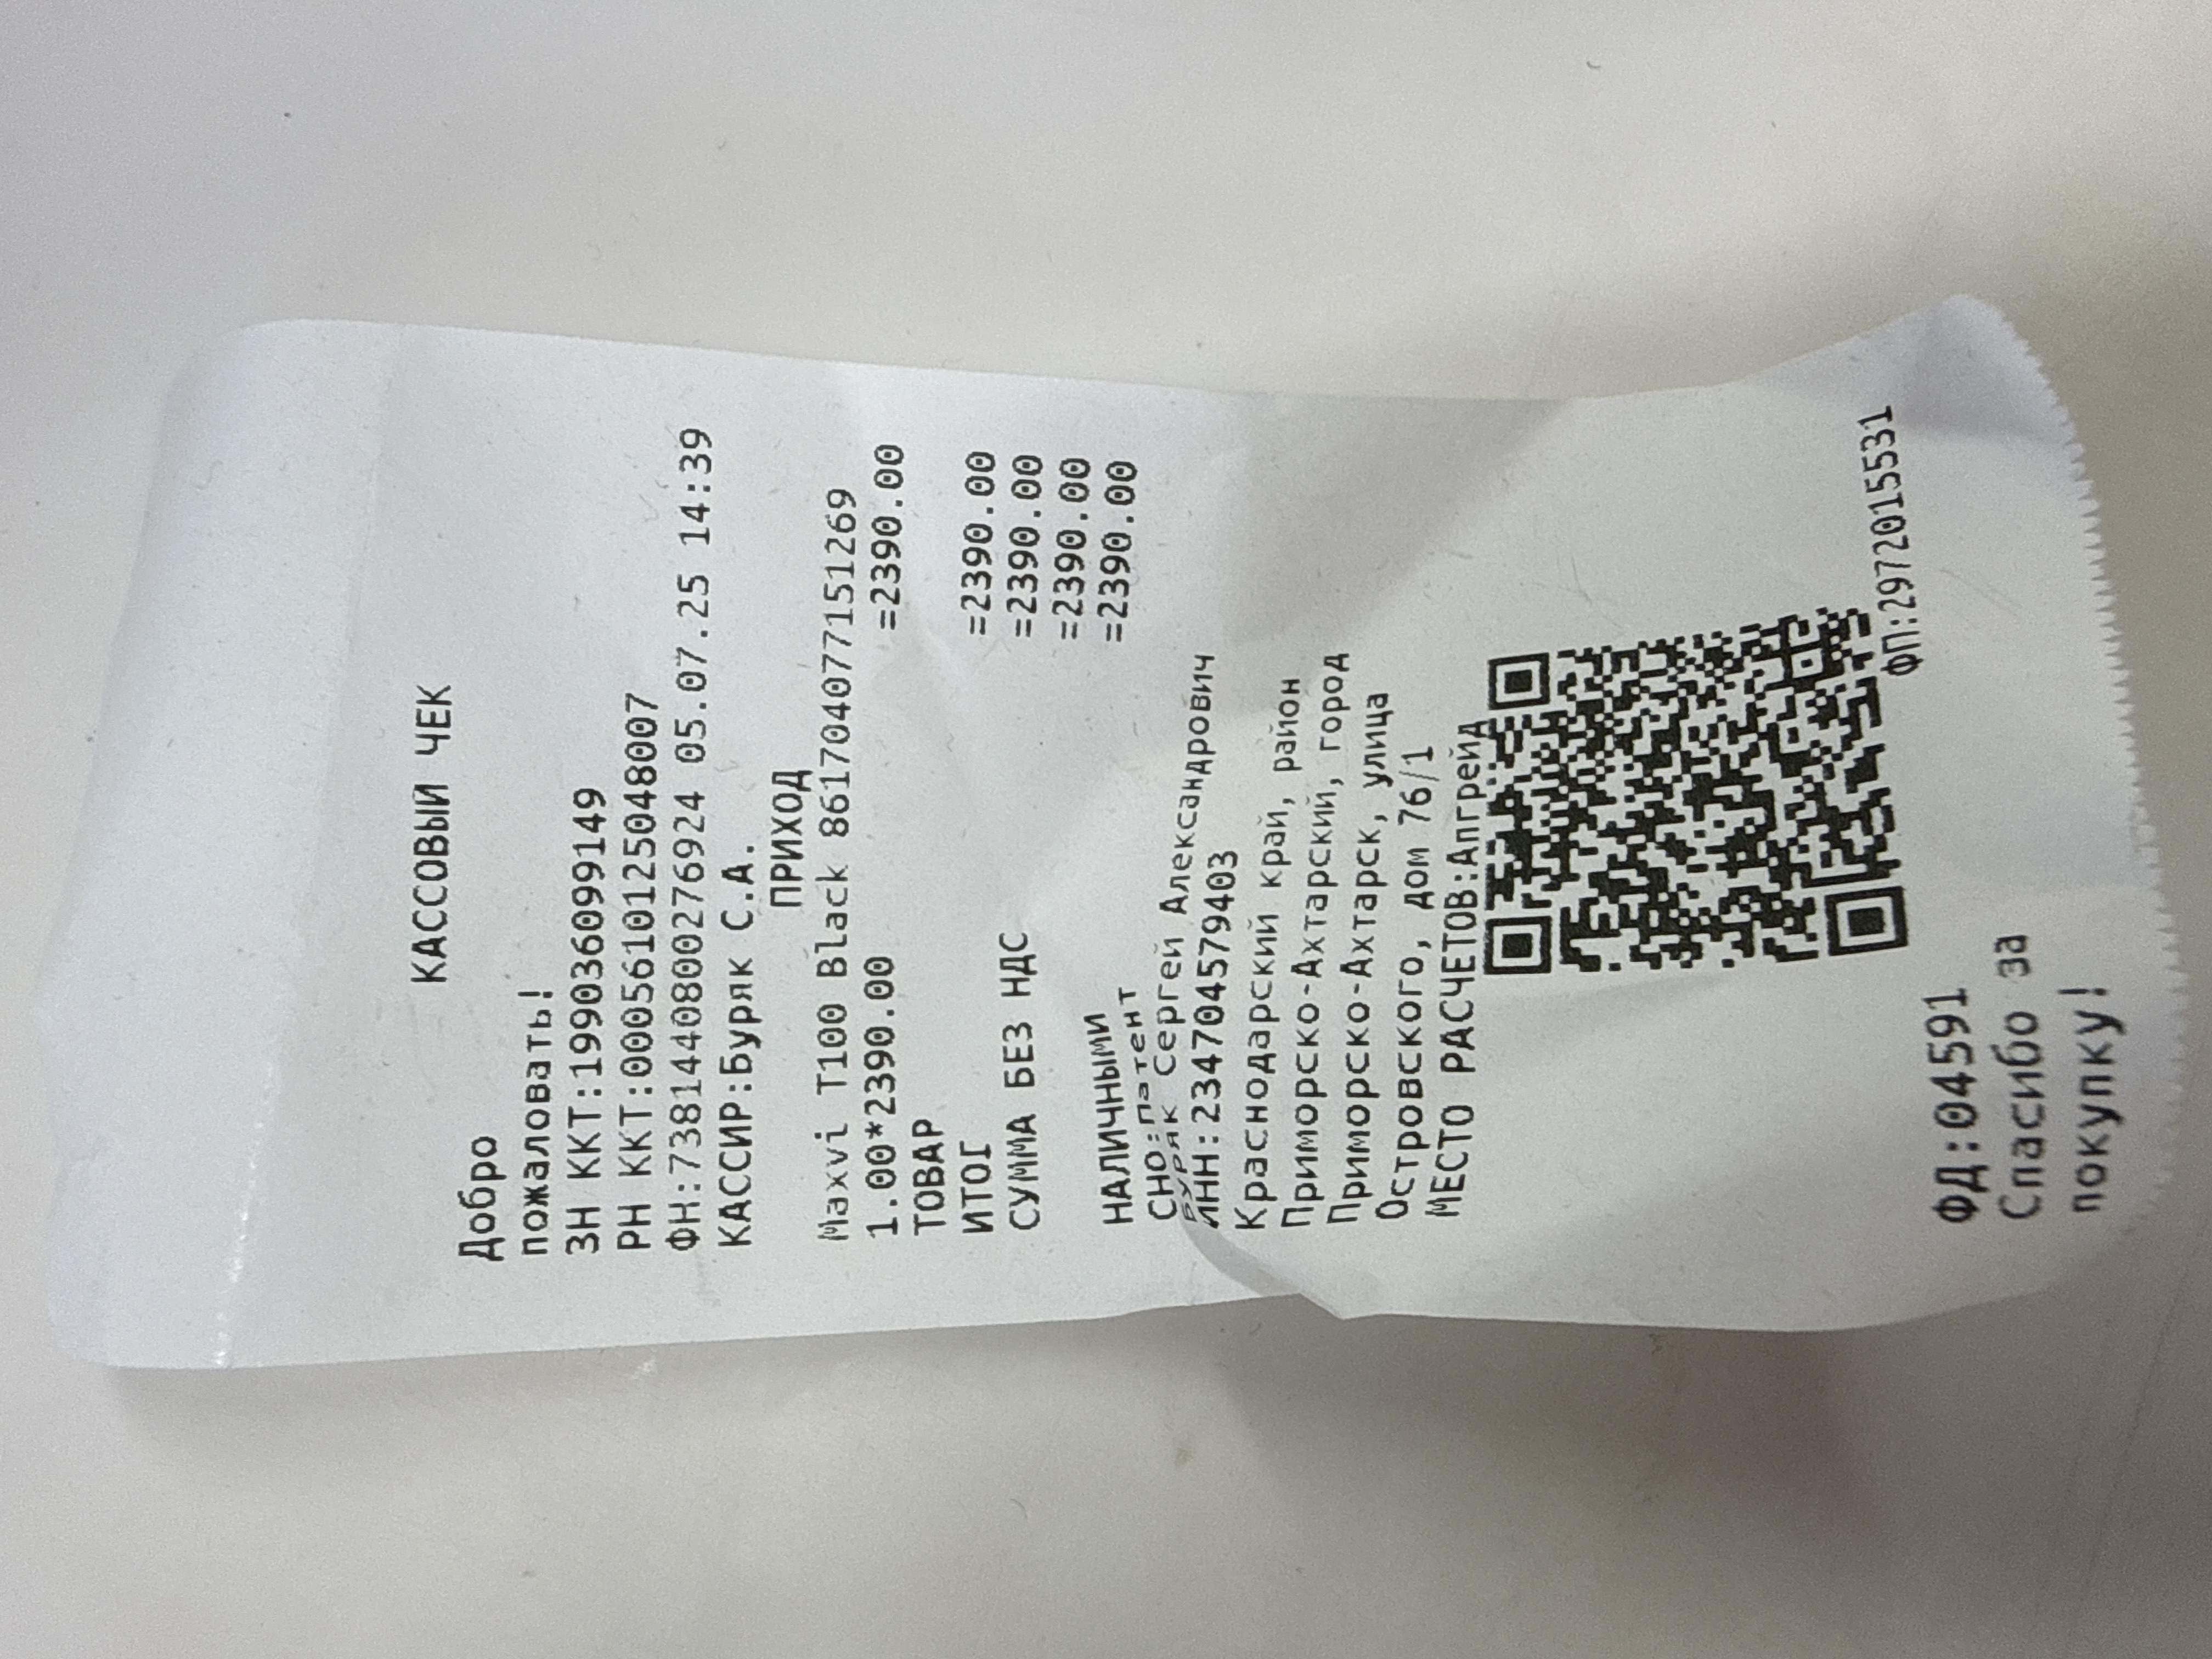 КАССОВЫЙ ЧЕК
Добро
пожаловать!
ЗН ККТ:199036099149
РН ККТ:0005610125048007
ФН:7381440800276924 05.07.25 14:39
КАССИР:Буряк С.А.
ПРИХОД
Maxvi T100 Black 861704077151269
1.00*2390.00 =2390.00
ТОВАР
ИТОГ =2390.00
СУММА БЕЗ НДС =2390.00
=2390.00
НАЛИЧНЫМИ =2390.00
СНО:Патент
Буряк Сергей Александрович
ИНН:234704579403
Краснодарский край, район
Приморско-Ахтарский, город
Приморско-Ахтарск, улица
Островского, дом 76/1
МЕСТО РАСЧЕТОВ:Апгрейд
ФП:2972015531
ФД:04591
Спасибо за
покупку!